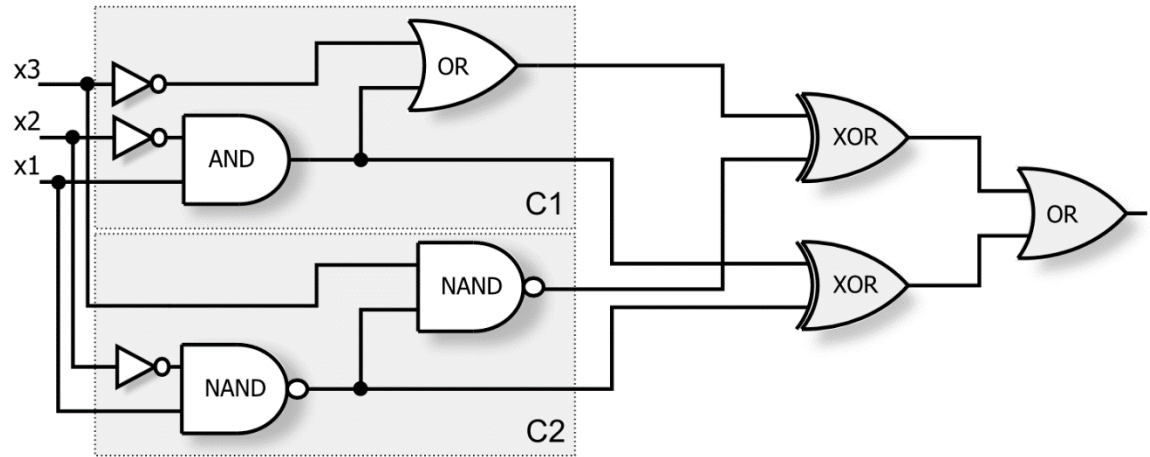 x3
OR
x2
XOR
AND
x1
OR
C1
NAND
XOR
NAND
C2